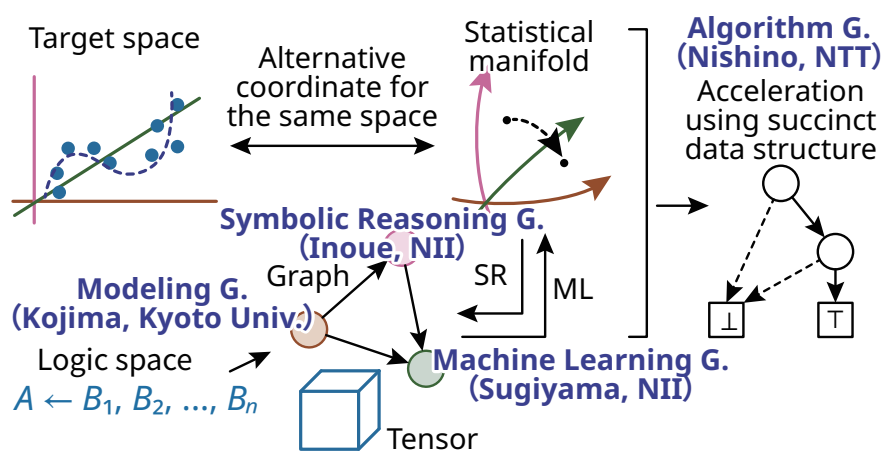 Target space
Alternative
coordinate for
the same space
Statistical
manifold
Algorithm G.
(Nishino, NTT)
Acceleration
using succinct
data structure
Symbolic Reasoning G.
(Inoue, NII)
Graph
SR
ML
Modeling G.
(Kojima, Kyoto Univ.)
Logic space
A ← B₁, B₂, ..., Bₙ
Machine Learning G.
(Sugiyama, NII)
Tensor
⊥
⊤